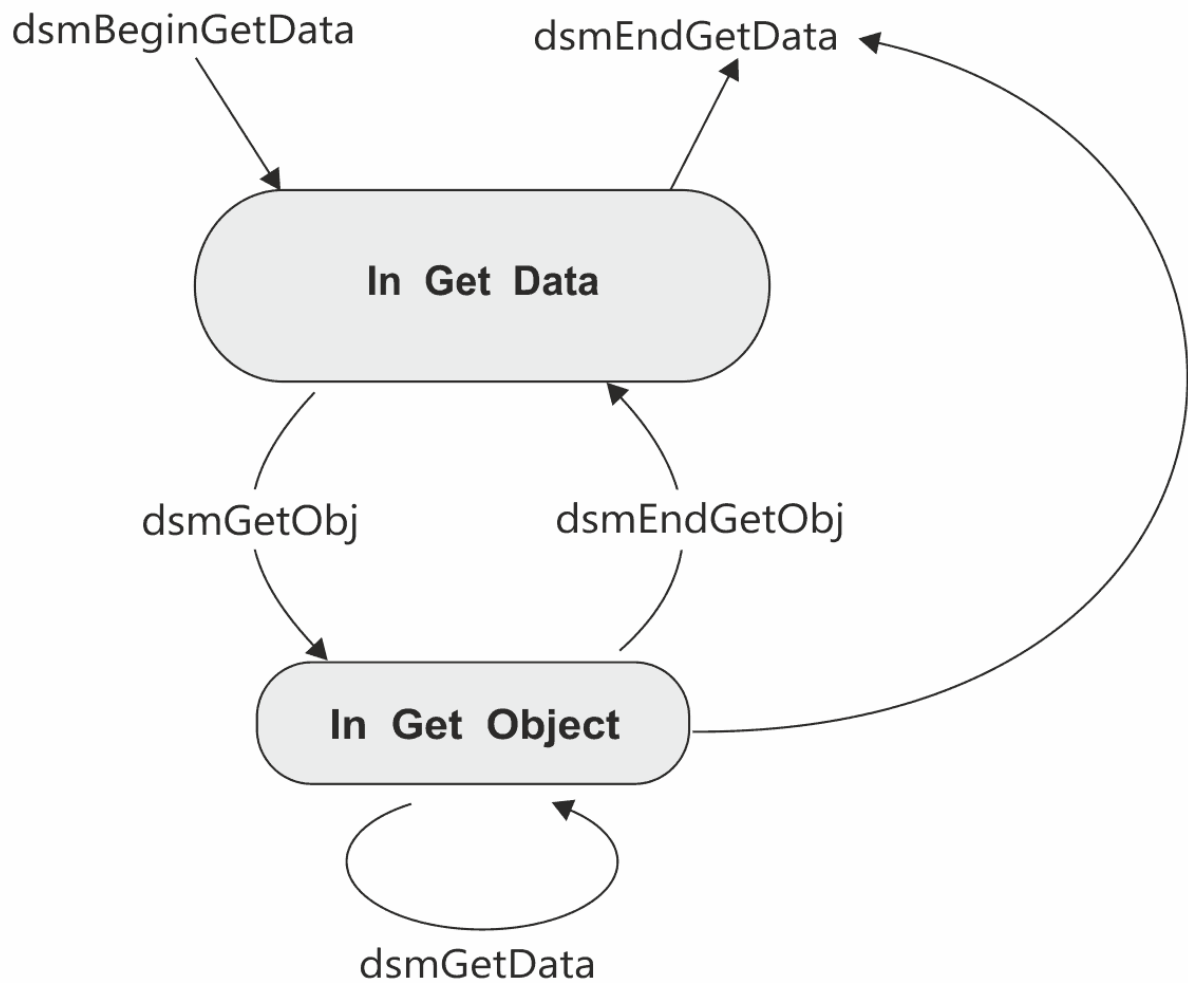 dsmBeginGetData
dsmEndGetData
In Get Data
dsmGetObj
dsmEndGetObj
In Get Object
dsmGetData